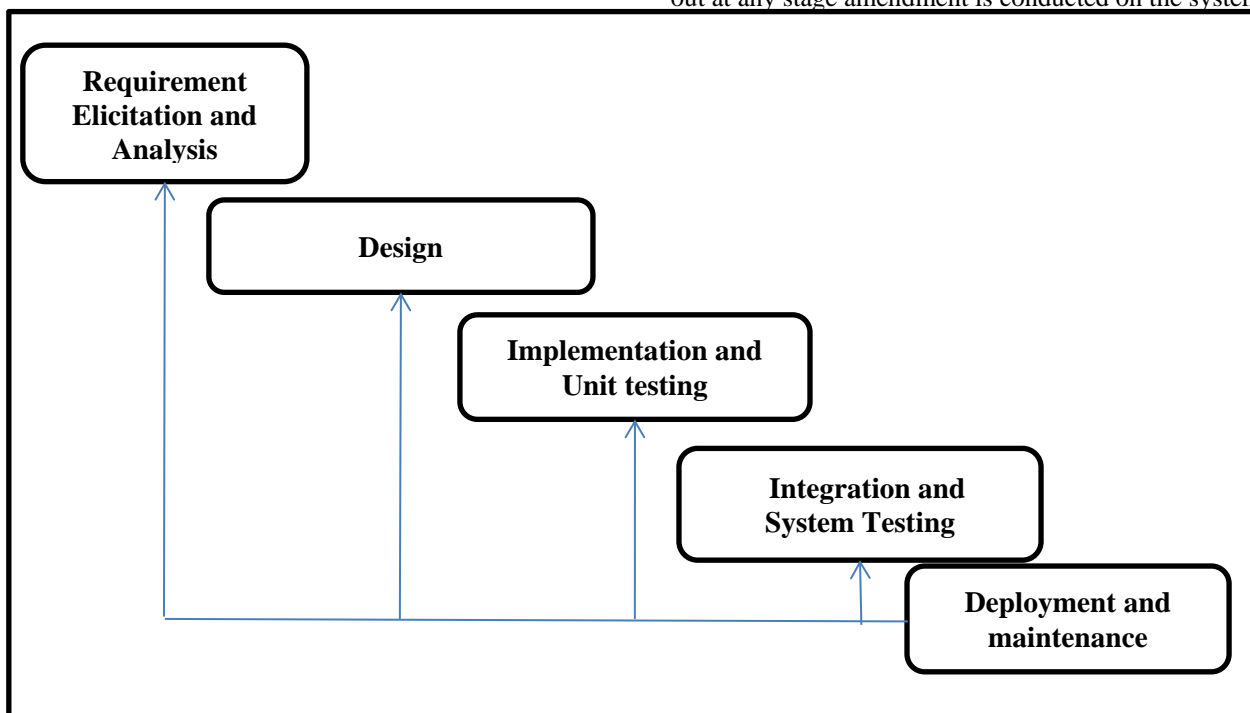 out at any stage amendment is conducted on the system
Requirement
Elicitation and
Analysis
Design
Implementation and
Unit testing
Integration and
System Testing
Deployment and
maintenance